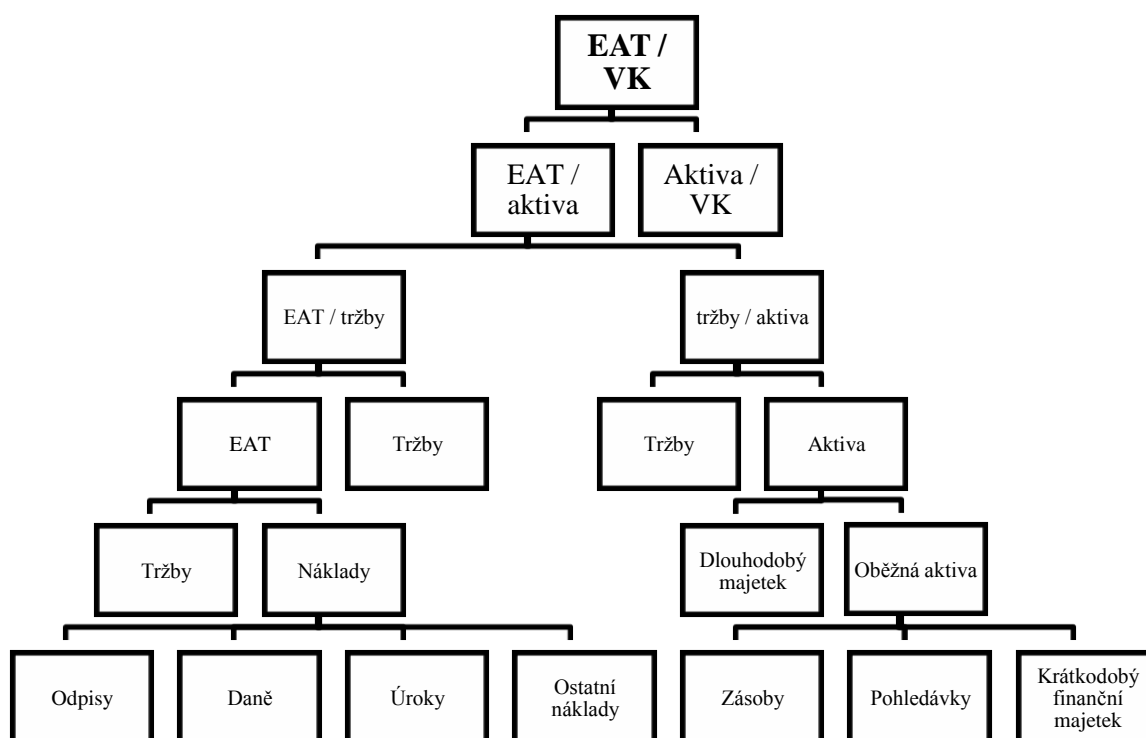 EAT /
VK
EAT /
aktiva
Aktiva /
VK
EAT / tržby
tržby / aktiva
EAT
Tržby
Tržby
Aktiva
Tržby
Náklady
Dlouhodobý
majetek
Oběžná aktiva
Odpisy
Daně
Úroky
Ostatní
náklady
Zásoby
Pohledávky
Krátkodobý
finanční
majetek